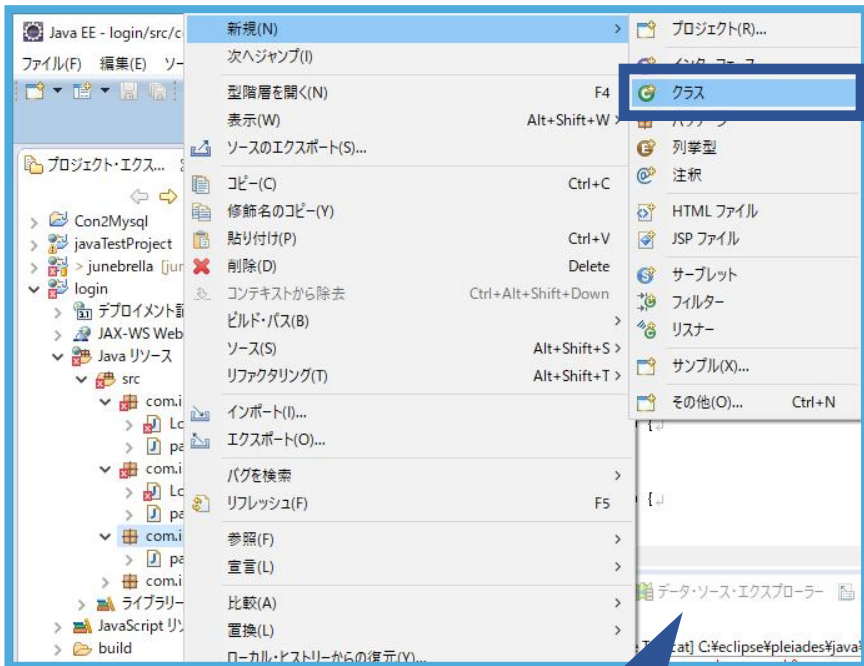 Java EE - login/src/c
ファイル(F) 編集(E) ソー
プロジェクト・エクス...
Con2Mysql
javaTestProject
> junebrella [jun
login
デプロイメント記
JAX-WS Web
Java リソース
src
com.i
Lo
pa
com.i
Lo
pa
com.i
pa
com.i
ライブラリー
JavaScript リソ
build
新規(N)
次へジャンプ(I)
型階層を開く(N) F4
表示(W) Alt+Shift+W
ソースのエクスポート(S)...
コピー(C) Ctrl+C
修飾名のコピー(Y)
貼り付け(P) Ctrl+V
削除(D) Delete
コンテキストから除去 Ctrl+Alt+Shift+Down
ビルド・パス(B)
ソース(S) Alt+Shift+S
リファクタリング(T) Alt+Shift+T
インポート(I)...
エクスポート(O)...
バグを検索
リフレッシュ(F) F5
参照(F)
宣言(L)
比較(A)
置換(L)
ローカル・ヒストリーからの復元(Y)...
プロジェクト(R)...
クラス
列挙型
注釈
HTML ファイル
JSP ファイル
サーブレット
フィルター
リスナー
サンプル(X)...
その他(O)... Ctrl+N
{
{
データ・ソース・エクスプローラー
cat] C:¥eclipse¥pleiades¥java¥